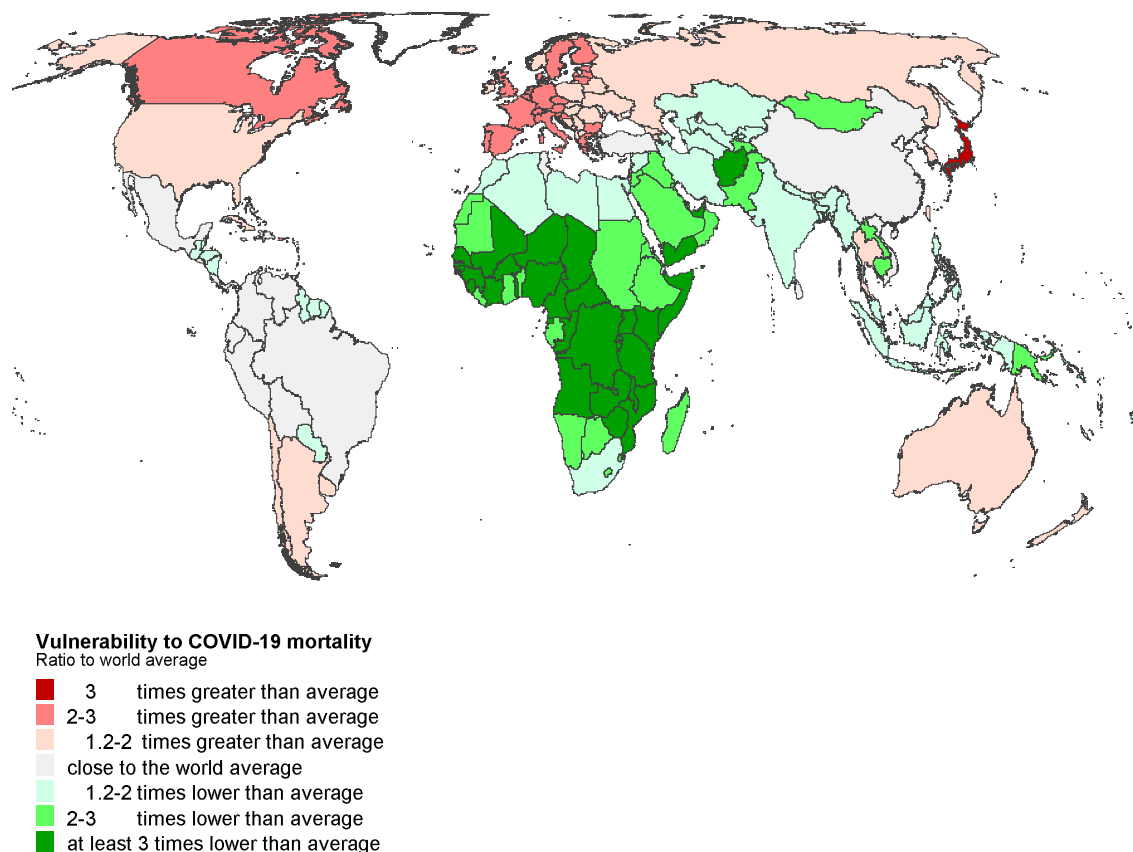 Vulnerability to COVID-19 mortality
Ratio to world average
3 times greater than average
2-3 times greater than average
1.2-2 times greater than average
close to the world average
1.2-2 times lower than average
2-3 times lower than average
at least 3 times lower than average